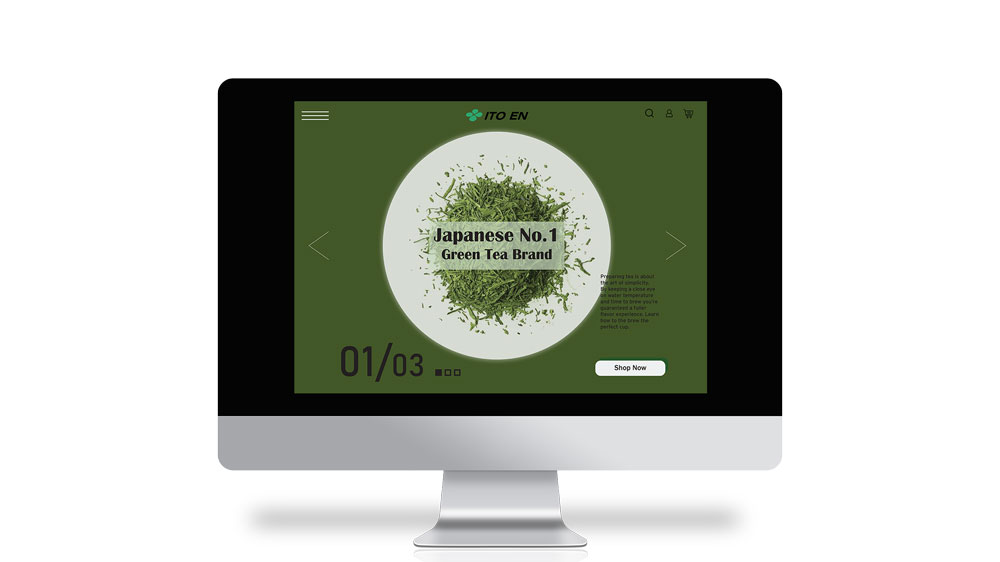 ITO EN
Japanese No.1
Green Tea Brand
Preparing tea is about
the art of simplicity.
By keeping a close eye
on water temperature
and time to brew you're
guaranteed a fuller
flavor experience. Learn
how to the brew the
perfect cup.
01/03
Shop Now